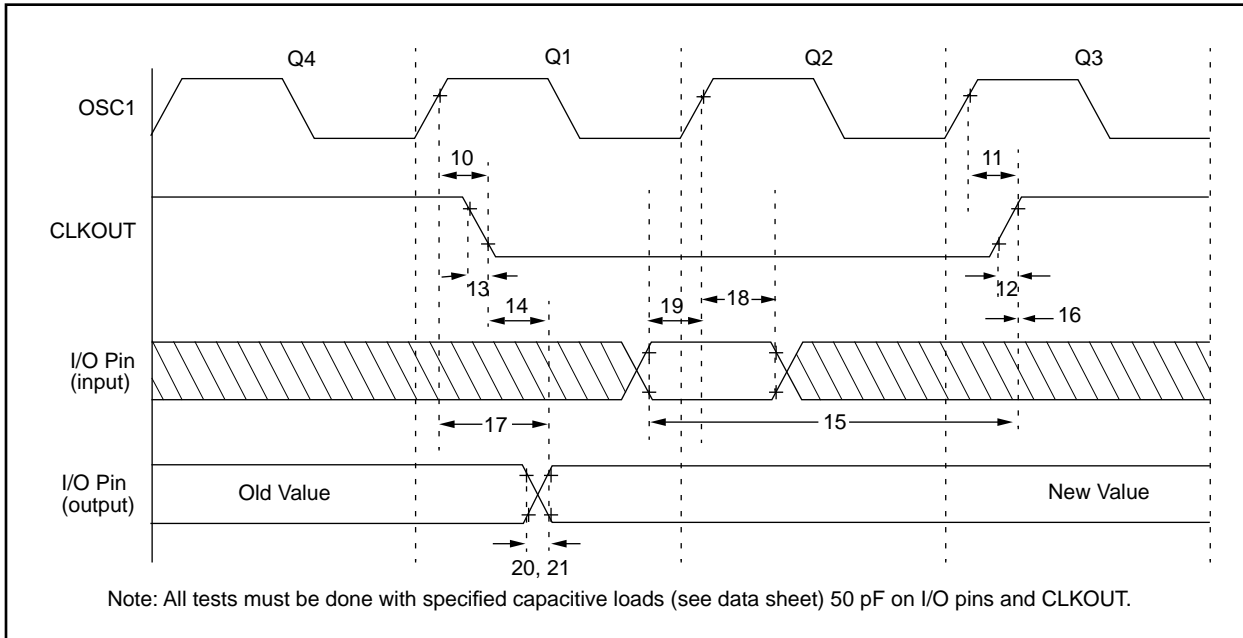 Q4 Q1 Q2 Q3
OSC1
10 11
CLKOUT
13 12
14 19 18 16
I/O Pin
(input)
17 15
I/O Pin
(output)
Old Value New Value
20, 21
Note: All tests must be done with specified capacitive loads (see data sheet) 50 pF on I/O pins and CLKOUT.